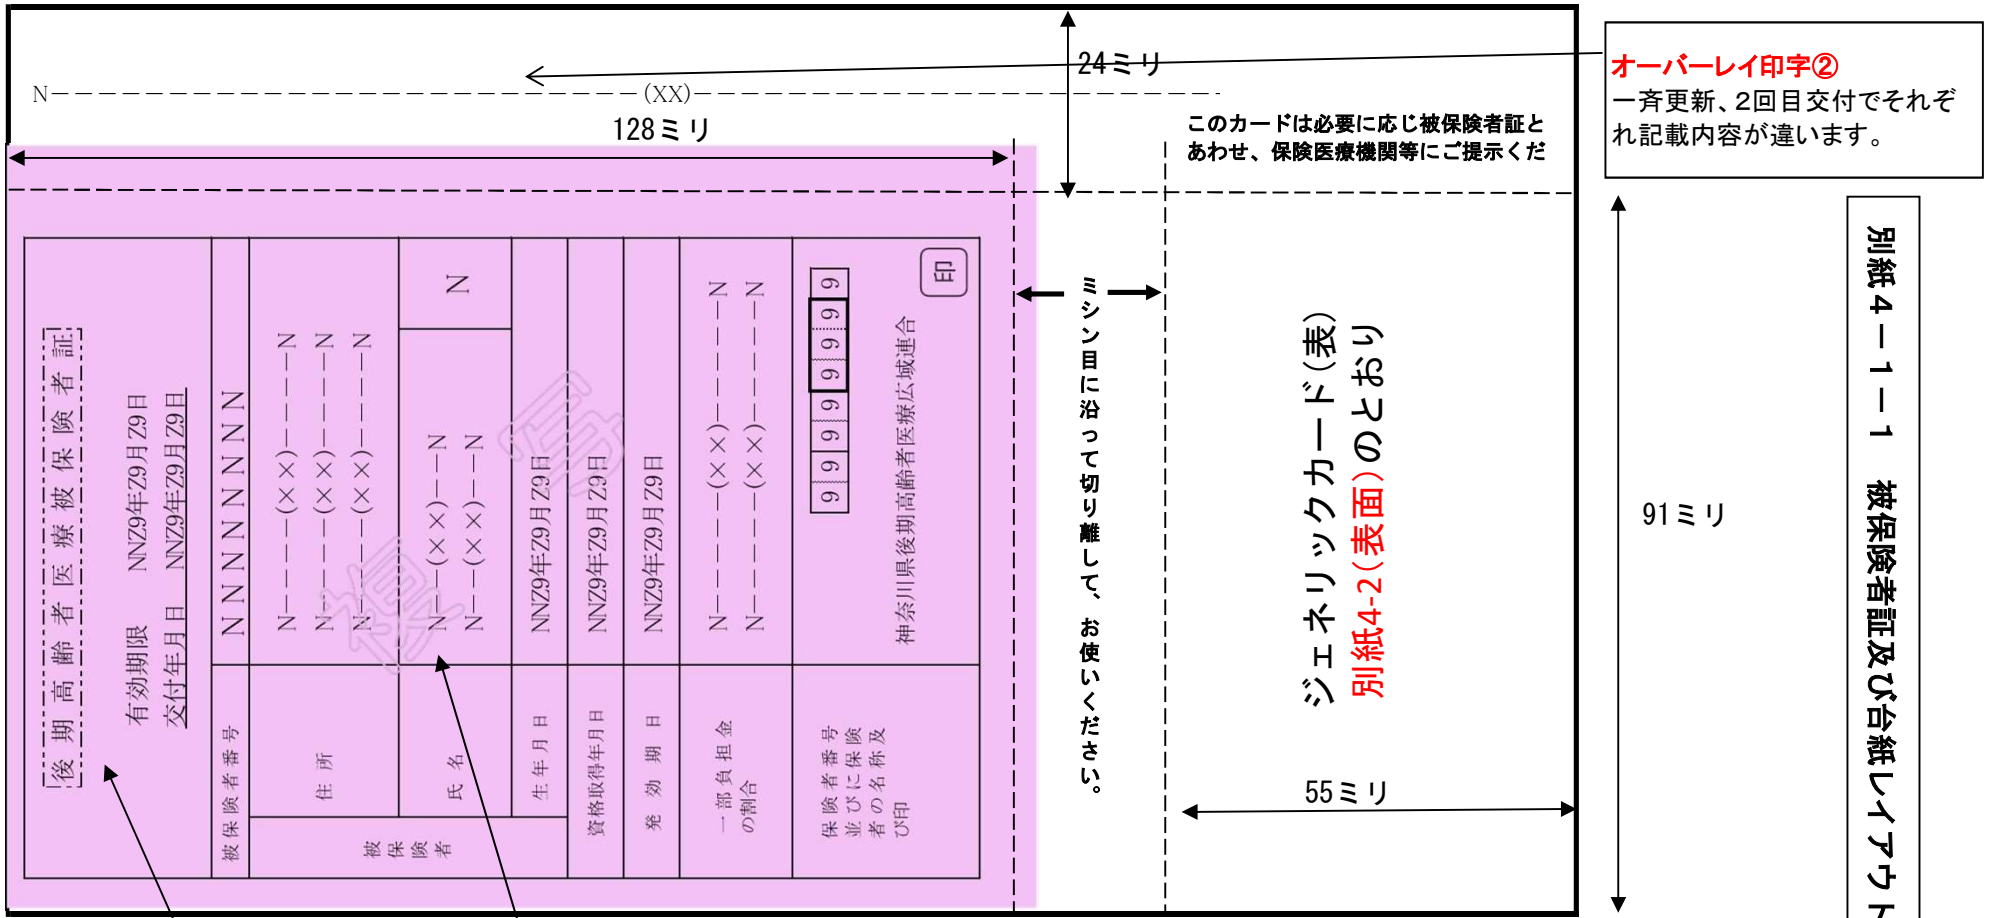 オーバーレイ印字②
一斉更新、2回目交付でそれぞ
れ記載内容が違います。
24ミリ
N−−−−−−−−−−−−−−−−−−−−−−−−−−(XX)−−−−−−−−−−−−−−−−−−−−−−−
128ミリ
このカードは必要に応じ被保険者証と
あわせ、保険医療機関等にご提示くだ
後期高齢者医療被保険者証
有効期限 NNZ9年Z9月Z9日
交付年月日 NNZ9年Z9月Z9日
被保険者番号 NNNNNNNN
被保険者
住所
N−−−−−(××)−−−−−N
N−−−−−(××)−−−−−N
N−−−−−(××)−−−−−N
氏名
N−−(××)−−N
N−−(××)−−N
N
生年月日 NNZ9年Z9月Z9日
資格取得年月日 NNZ9年Z9月Z9日
発効期日 NNZ9年Z9月Z9日
一部負担金
の割合
N−−−−−−(××)−−−−−−N
N−−−−−−(××)−−−−−−N
保険者番号
並びに保険
者の名称及
び印
99999999
神奈川県後期高齢者医療広域連合
印
複写
ミシン目に沿って切り離して、お使いください。
ジェネリックカード(表)
別紙4-2(表面)のとおり
55ミリ
91ミリ
別紙4−1−1 被保険者証及び台紙レイアウト